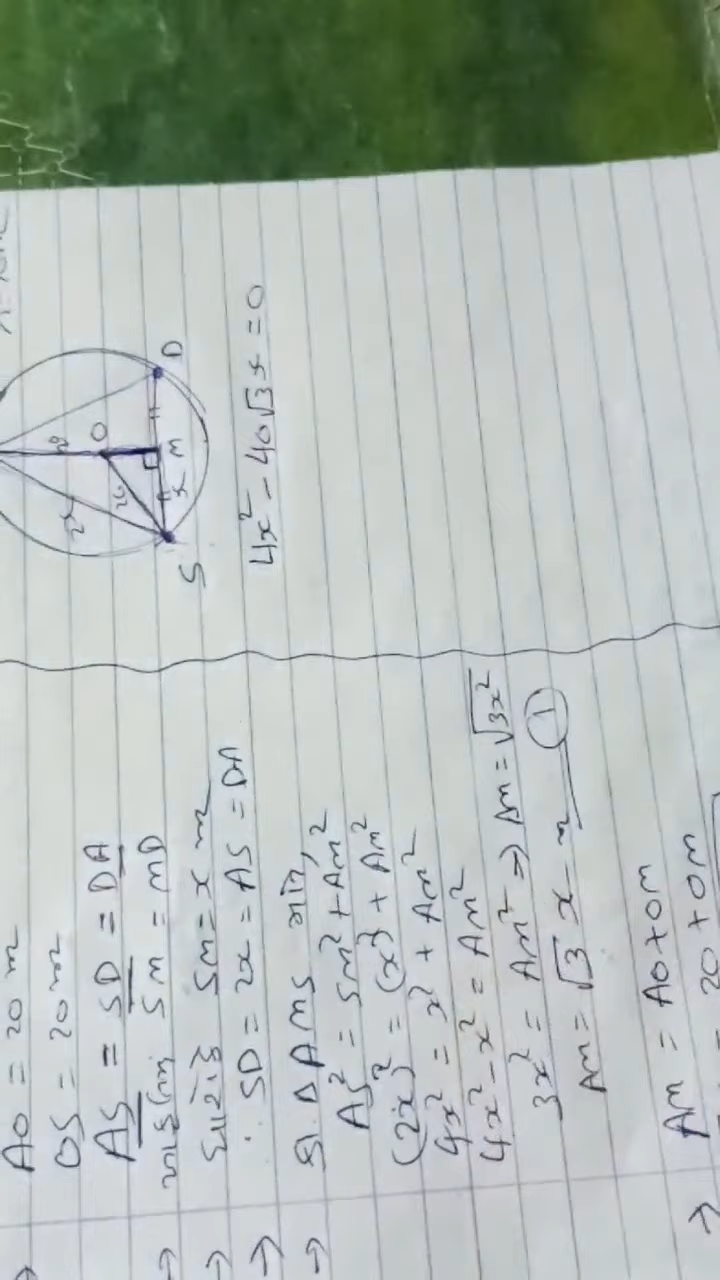 → AO = 20 m
OS = 20 m
AS = SD = DA
→ SM = MD
→ SM = x m
→ ∴ SD = 2x = AS = DA
→ ΔAMS
AS² = SM² + AM²
(2x)² = (x)² + AM²
4x² = x² + AM²
4x² - x² = AM²
3x² = AM² ⇒ AM = √3x²
AM = √3 x - m ①
AM = AO + OM
→ 20 + OM
O
D
20
2x
M
x
S
4x² - 40√3x = 0